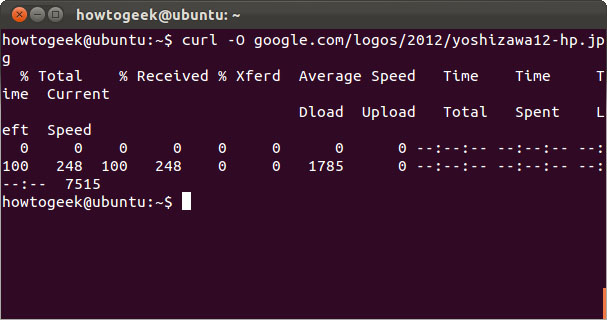 howtogeek@ubuntu: ~
howtogeek@ubuntu:~$ curl -O google.com/logos/2012/yoshizawa12-hp.jp
g
  % Total    % Received % Xferd  Average Speed   Time    Time     T
ime  Current
                                 Dload  Upload   Total   Spent    L
eft  Speed
  0     0    0     0    0     0      0      0 --:--:-- --:--:-- --:
100   248  100   248    0     0   1785      0 --:--:-- --:--:-- --:
--:--  7515
howtogeek@ubuntu:~$